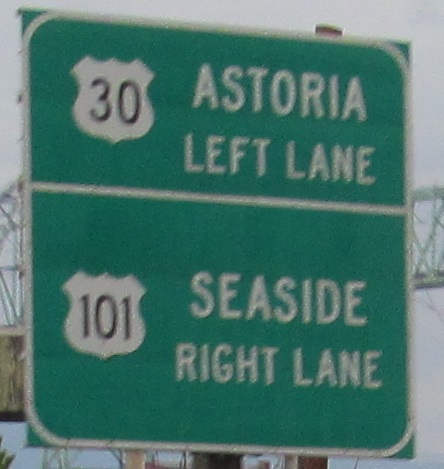 30 ASTORIA
LEFT LANE
101 SEASIDE
RIGHT LANE